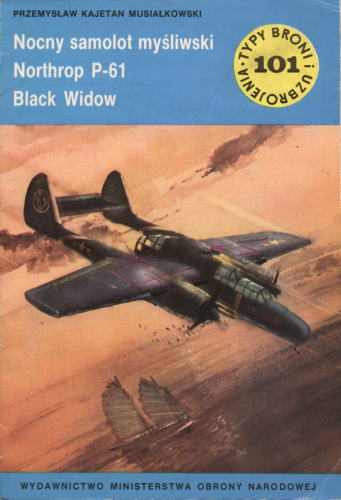 PRZEMYSŁAW KAJETAN MUSIAŁKOWSKI
Nocny samolot myśliwski
Northrop P-61
Black Widow
TYPY BRONI i UZBROJENIA
101
WYDAWNICTWO MINISTERSTWA OBRONY NARODOWEJ